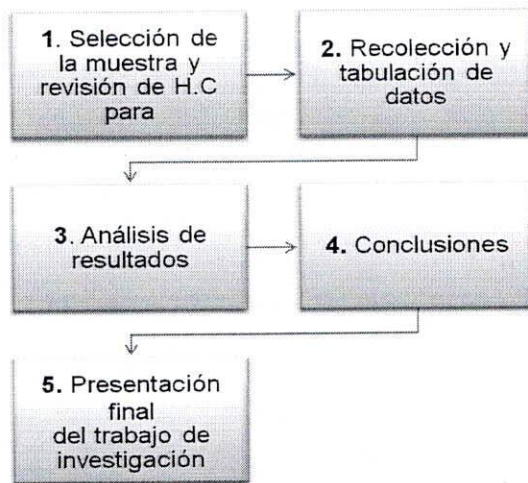 1. Selección de
la muestra y
revisión de H.C
para
2. Recolección y
tabulación de
datos
3. Análisis de
resultados
4. Conclusiones
5. Presentación
final
del trabajo de
investigación